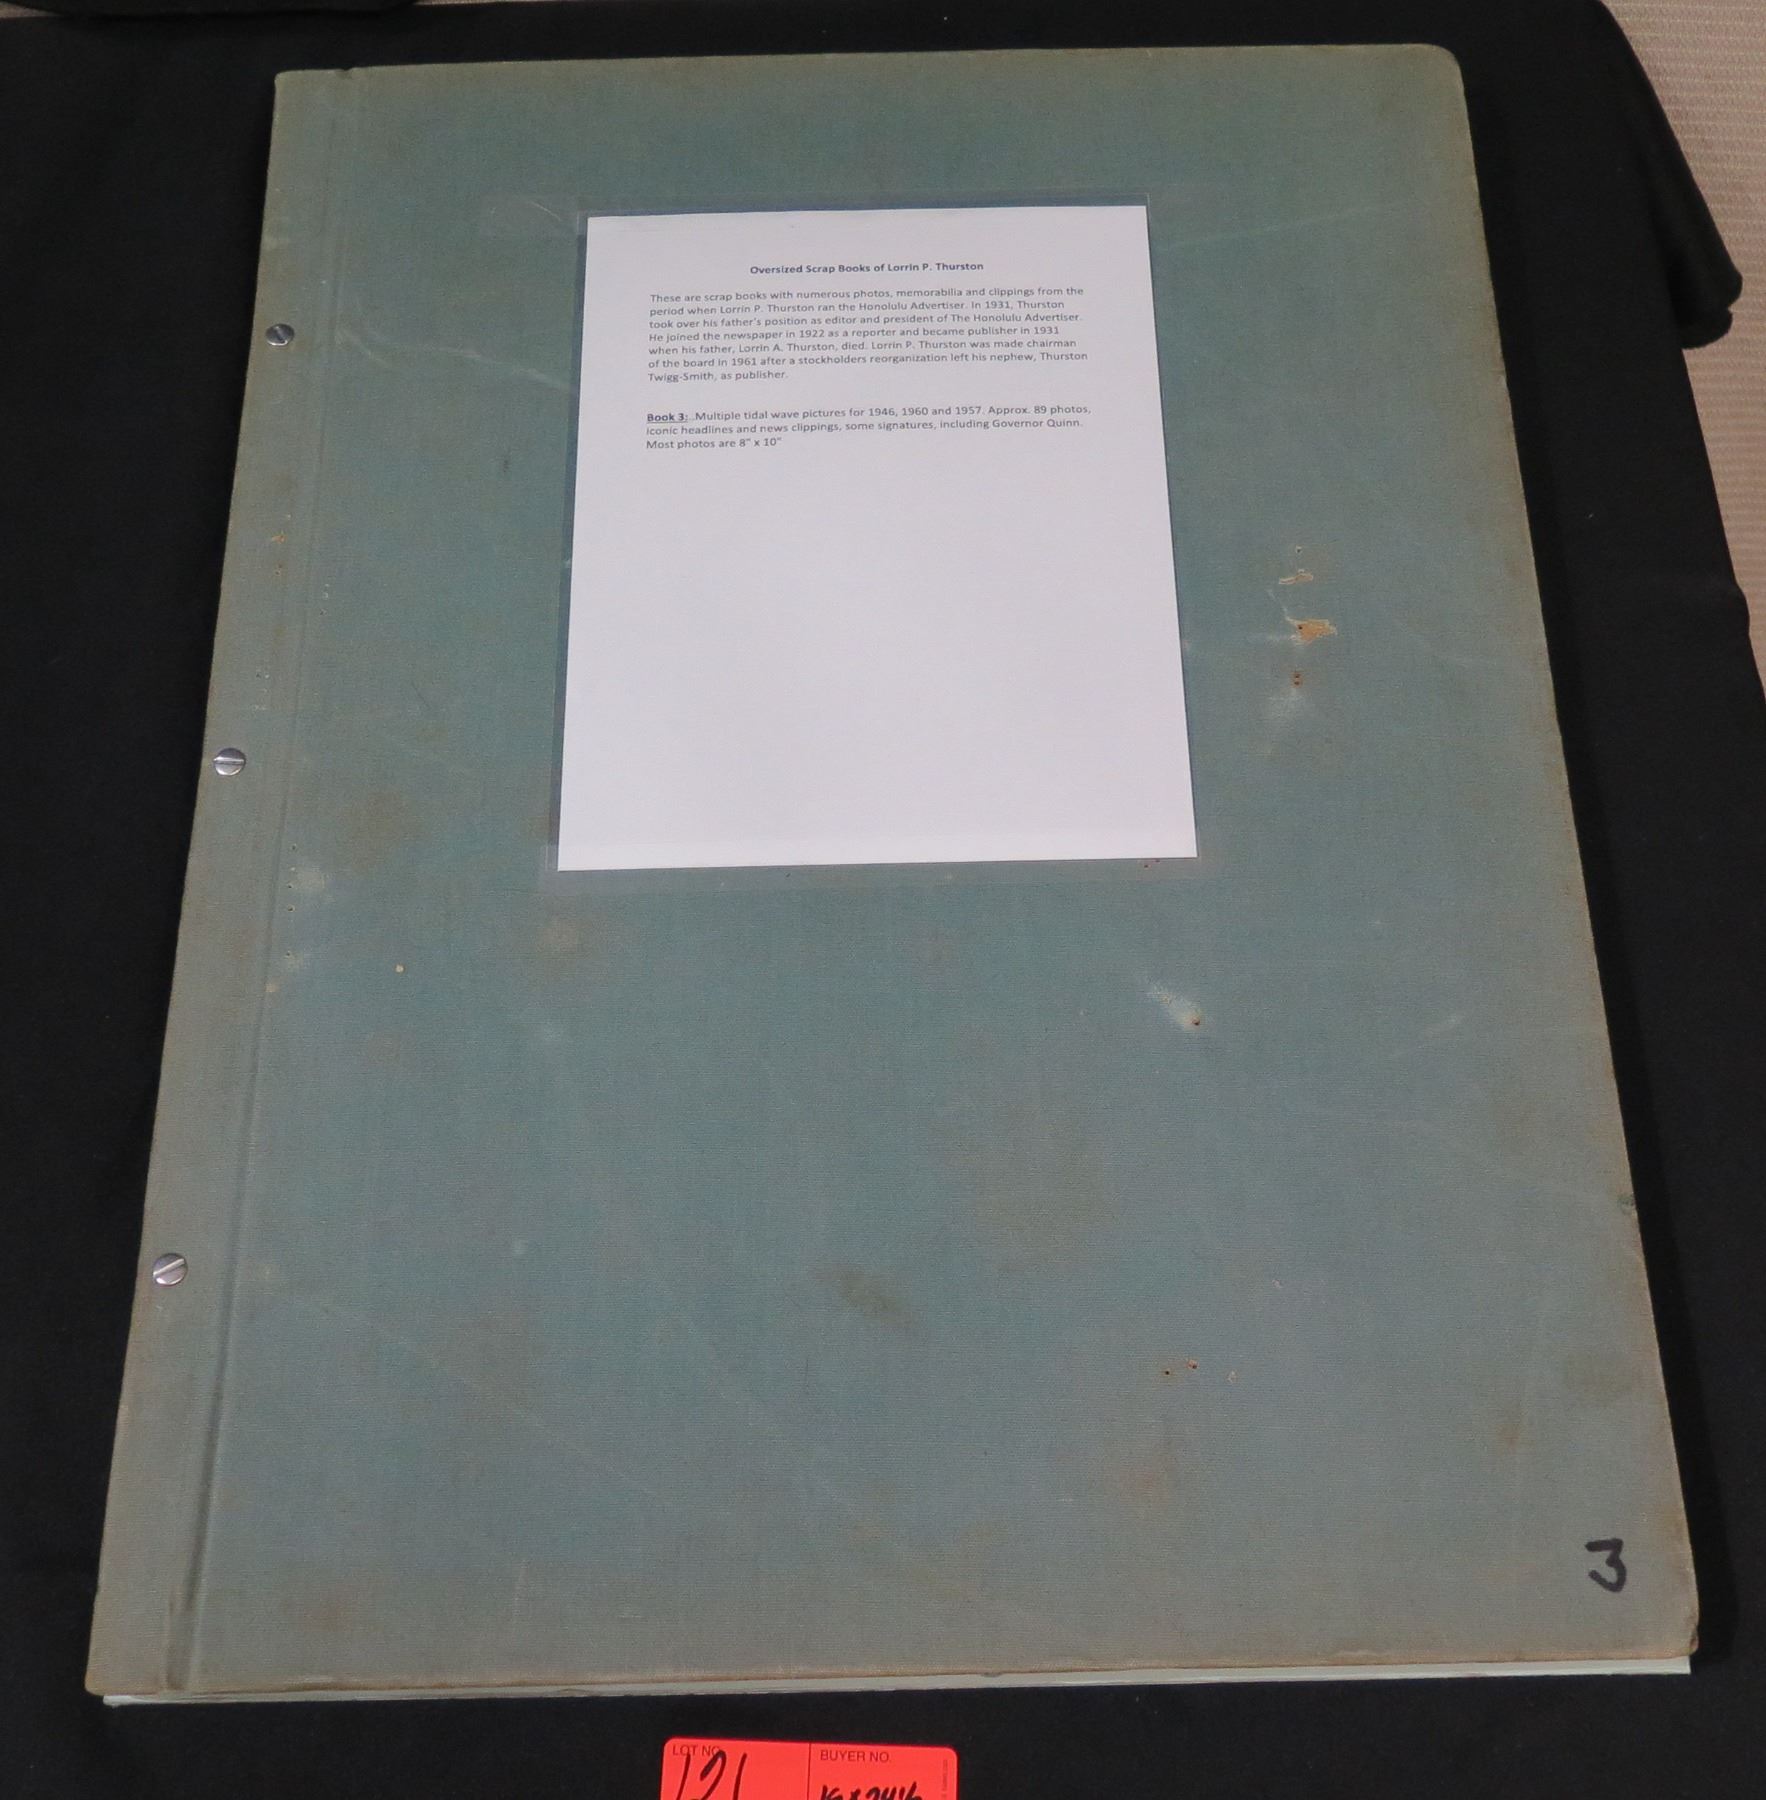 Oversized Scrap Books of Lorrin P. Thurston
These are scrap books with numerous photos, memorabilia and clippings from the
period when Lorrin P. Thurston ran the Honolulu Advertiser. In 1931, Thurston
took over his father's position as editor and president of The Honolulu Advertiser.
He joined the newspaper in 1922 as a reporter and became publisher in 1931
when his father, Lorrin A. Thurston, died. Lorrin P. Thurston was made chairman
of the board in 1961 after a stockholders reorganization left his nephew, Thurston
Twigg-Smith, as publisher.
Book 3: Multiple tidal wave pictures for 1946, 1960 and 1957. Approx. 89 photos,
iconic headlines and news clippings, some signatures, including Governor Quinn.
Most photos are 8" x 10"
3
LOT NO.
121
BUYER NO.